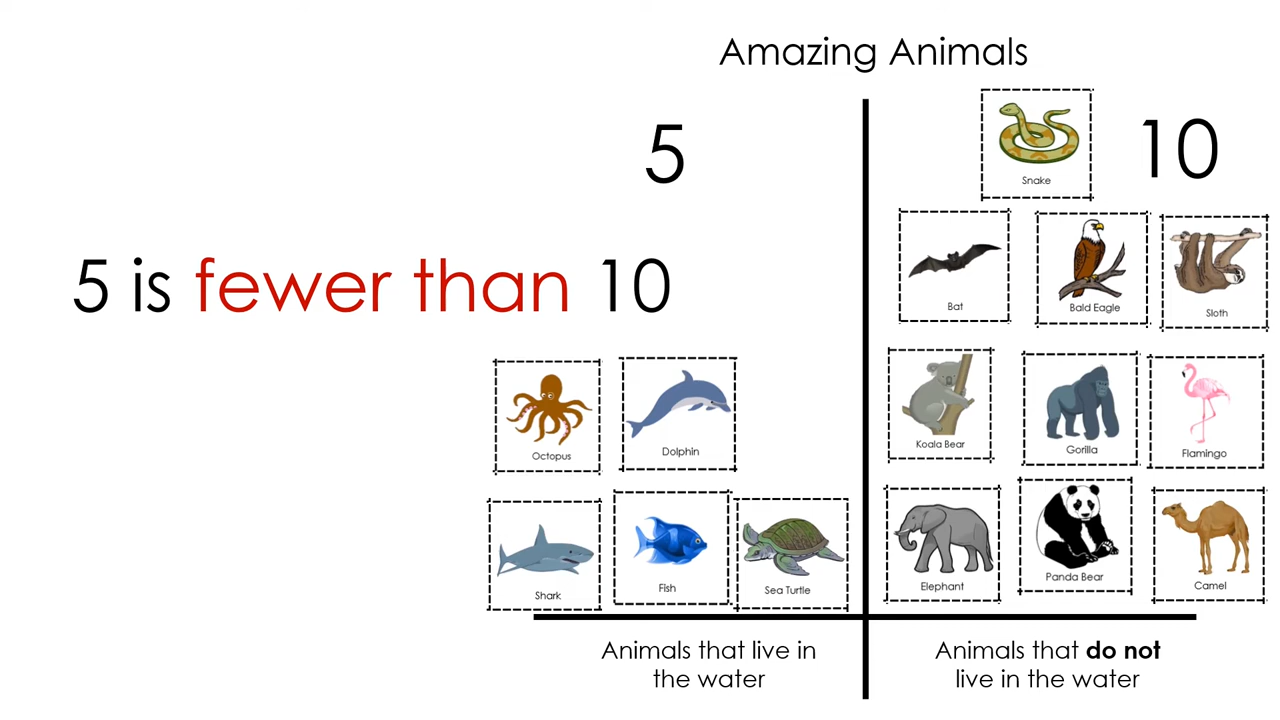 Amazing Animals
5
10
5 is fewer than 10
Snake
Bat
Bald Eagle
Sloth
Koala Bear
Gorilla
Flamingo
Elephant
Panda Bear
Camel
Octopus
Dolphin
Shark
Fish
Sea Turtle
Animals that live in
the water
Animals that do not
live in the water